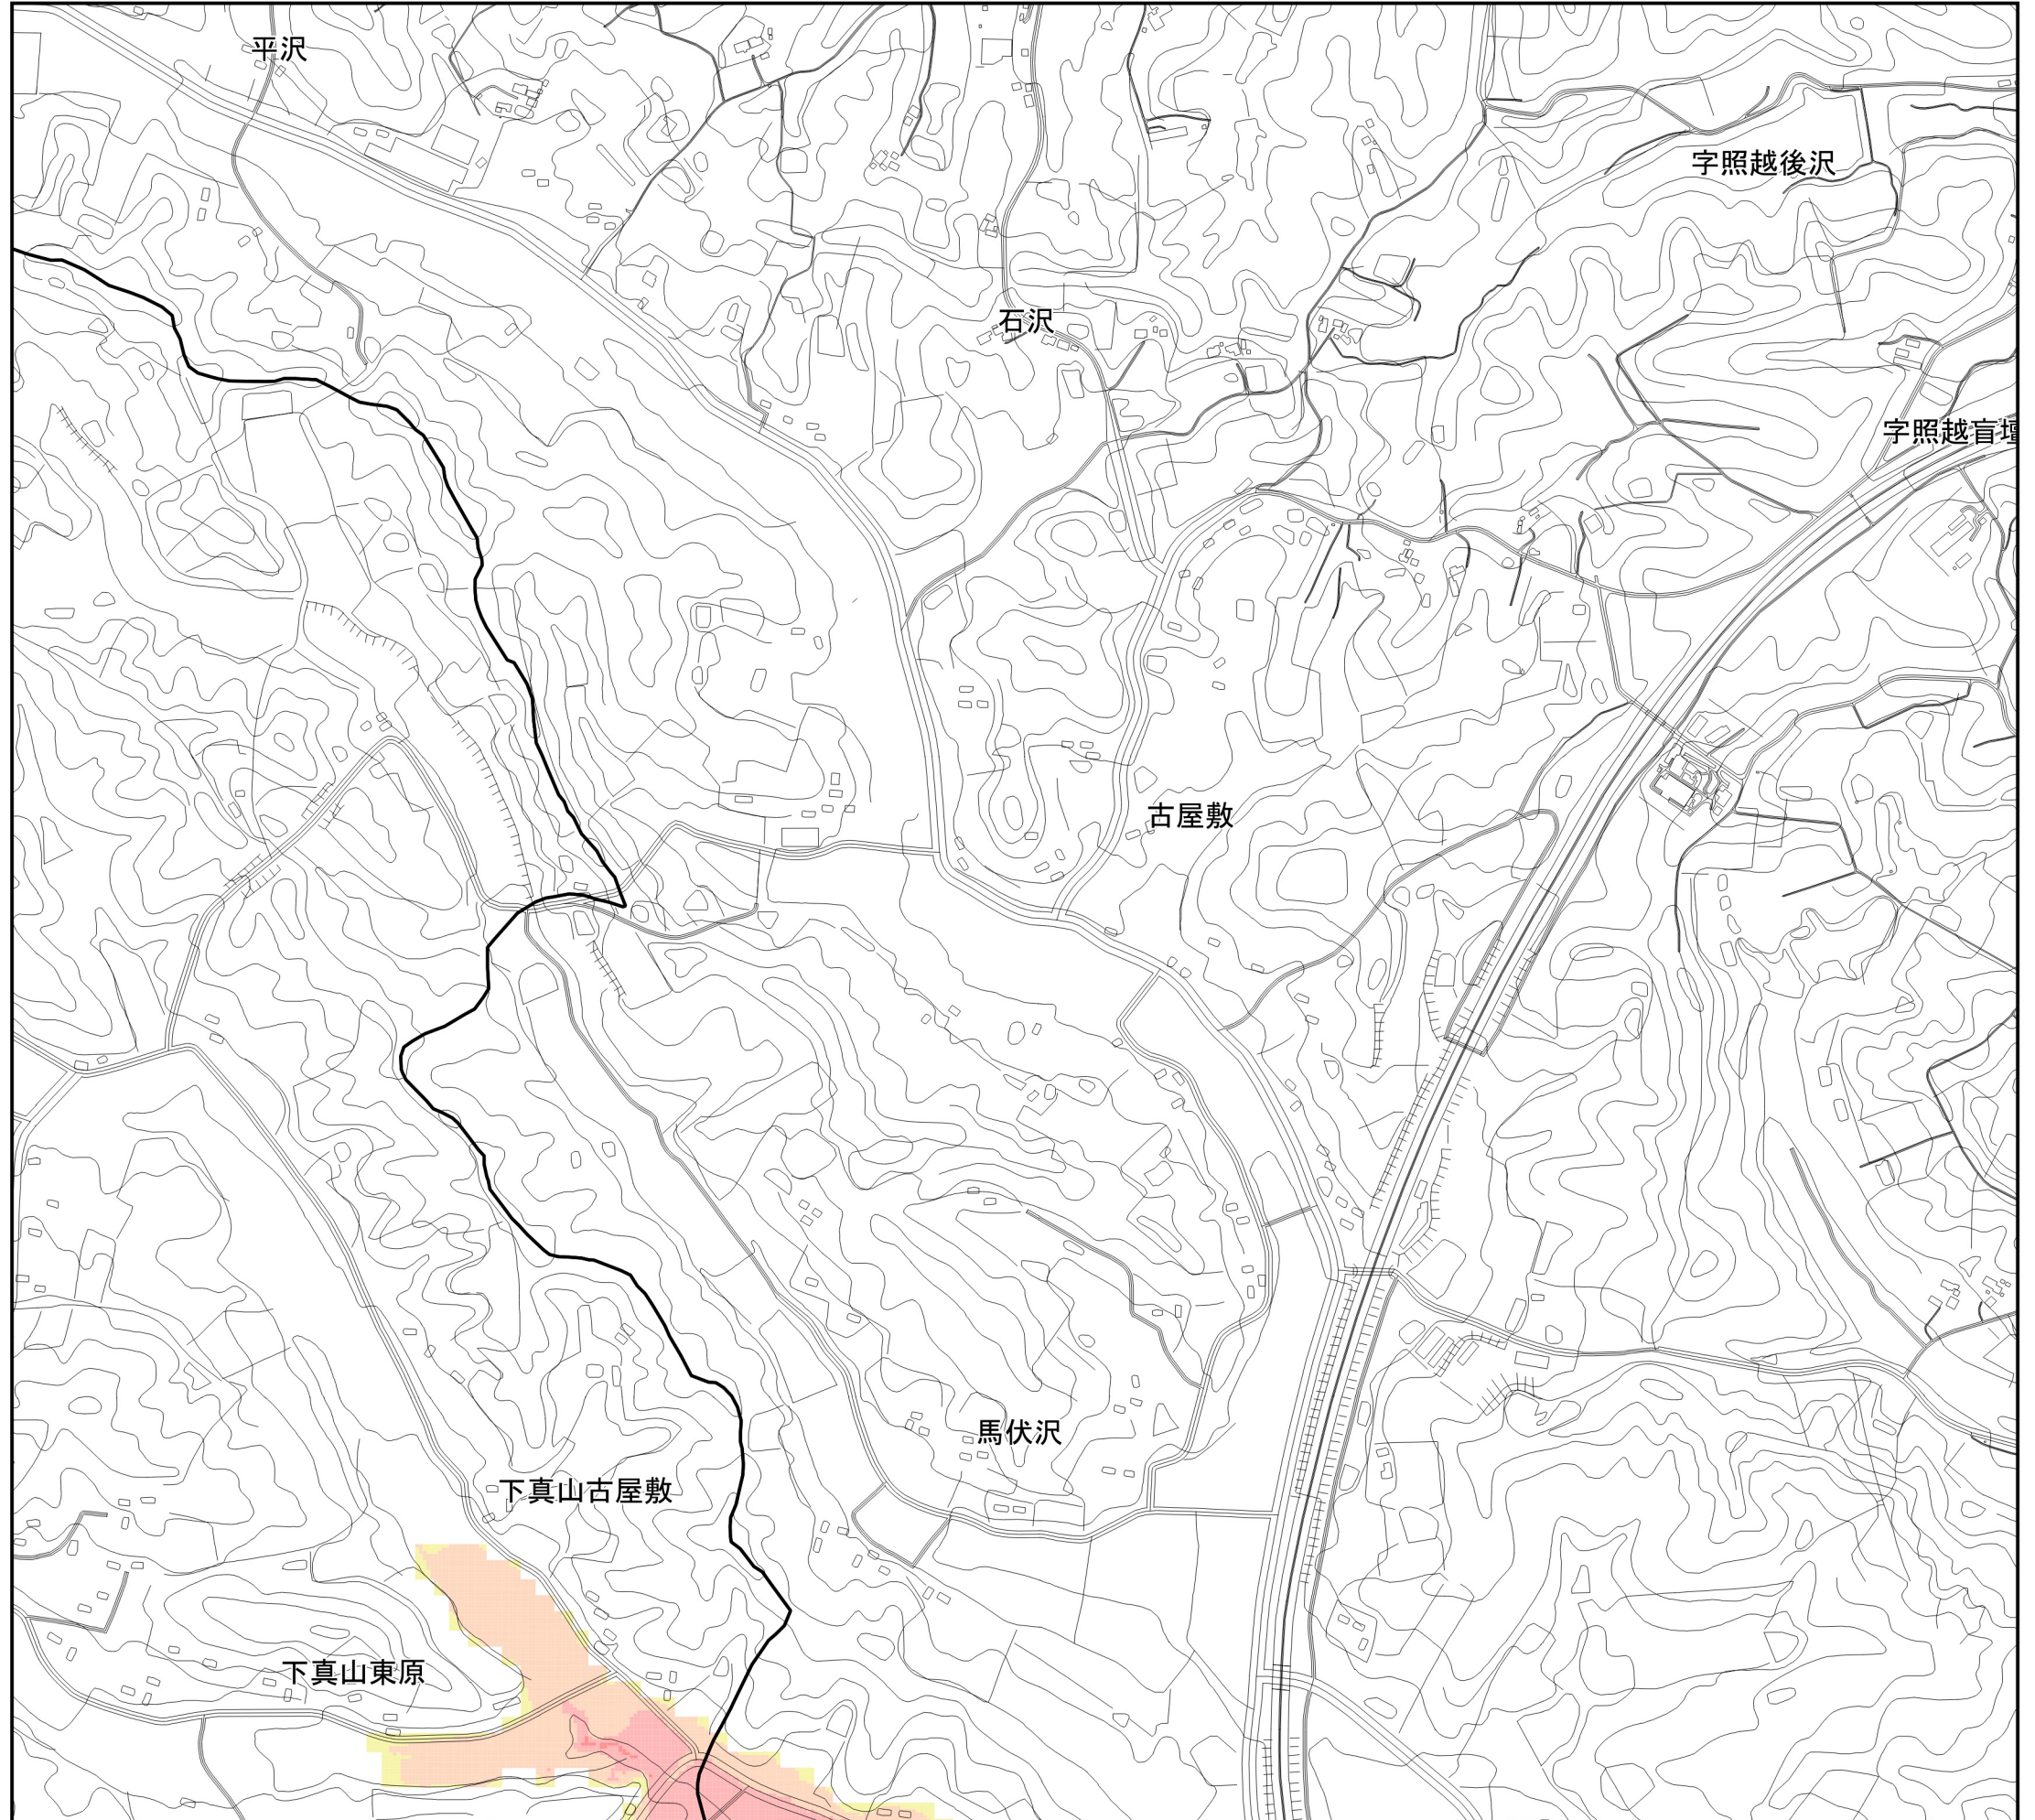 平沢
字照越後沢
石沢
字照越盲壇
古屋敷
馬伏沢
下真山古屋敷
下真山東原